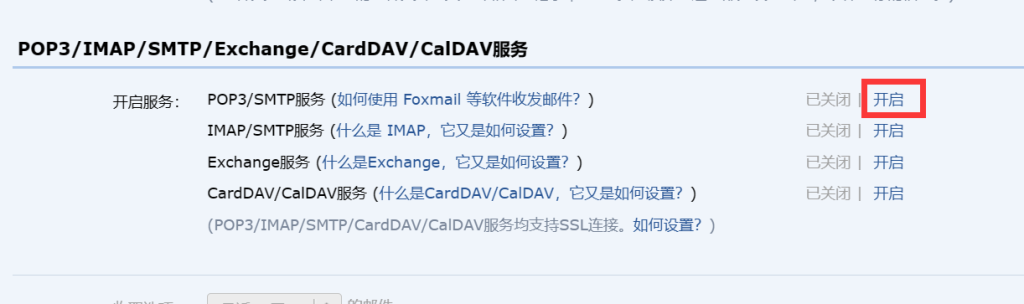 POP3/IMAP/SMTP/Exchange/CardDAV/CalDAV服务
开启服务： POP3/SMTP服务 (如何使用 Foxmail 等软件收发邮件？) 已关闭 | 开启
IMAP/SMTP服务 (什么是 IMAP，它又是如何设置？) 已关闭 | 开启
Exchange服务 (什么是Exchange，它又是如何设置？) 已关闭 | 开启
CardDAV/CalDAV服务 (什么是CardDAV/CalDAV，它又是如何设置？) 已关闭 | 开启
(POP3/IMAP/SMTP/CardDAV/CalDAV服务均支持SSL连接。如何设置？)
的邮件